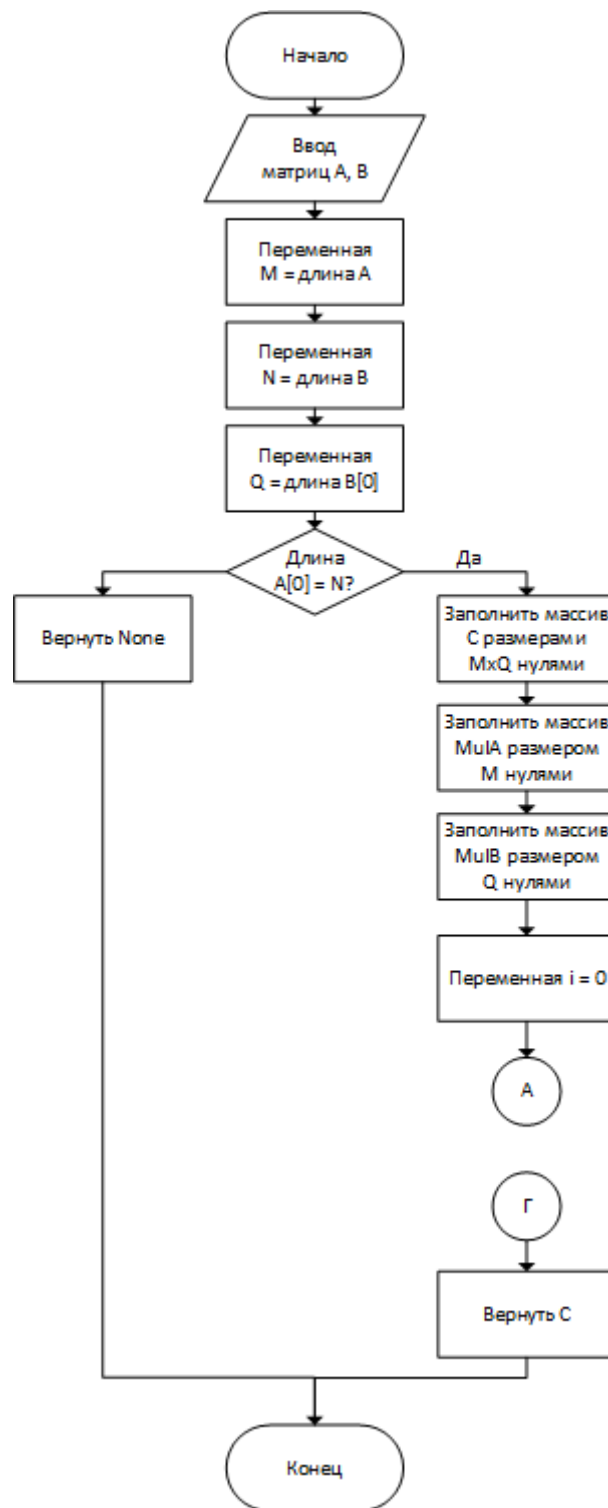 Начало
Ввод
матриц А, В
Переменная
M = длина А
Переменная
N = длина В
Переменная
Q = длина B[0]
Длина
A[0] = N?
Да
Вернуть None
Заполнить массив
C размерами
MxQ нулями
Заполнить массив
MulA размером
M нулями
Заполнить массив
MulB размером
Q нулями
Переменная i = 0
А
Г
Вернуть С
Конец